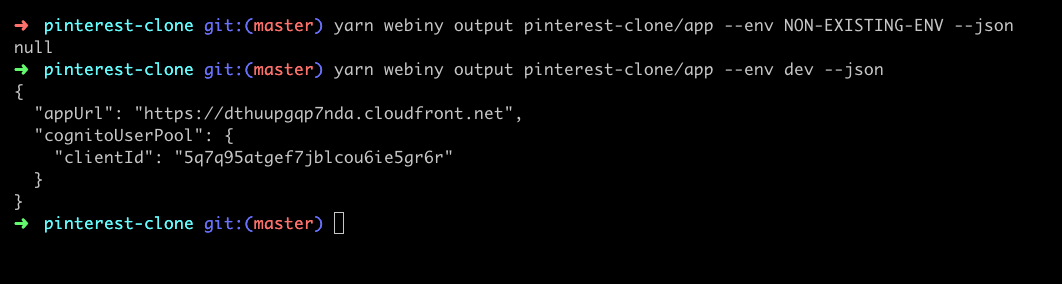 ➜ pinterest-clone git:(master) yarn webiny output pinterest-clone/app --env NON-EXISTING-ENV --json
null
➜ pinterest-clone git:(master) yarn webiny output pinterest-clone/app --env dev --json
{
  "appUrl": "https://dthuupgqp7nda.cloudfront.net",
  "cognitoUserPool": {
    "clientId": "5q7q95atgef7jblcou6ie5gr6r"
  }
}
➜ pinterest-clone git:(master)